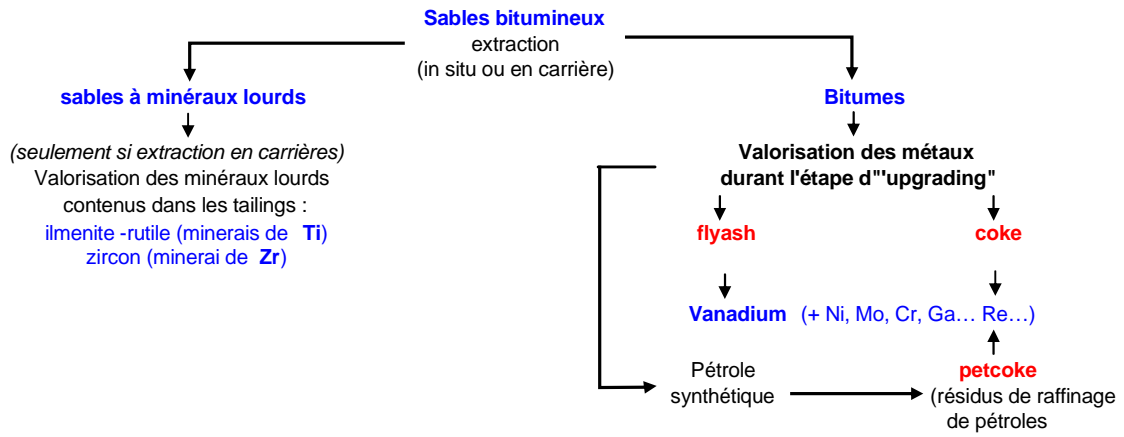 Sables bitumineux
extraction
(in situ ou en carrière)
sables à minéraux lourds
(seulement si extraction en carrières)
Valorisation des minéraux lourds
contenus dans les tailings :
ilmenite -rutile (minerais de Ti)
zircon (minerai de Zr)
Bitumes
Valorisation des métaux
durant l'étape d"'upgrading"
flyash
coke
Vanadium (+ Ni, Mo, Cr, Ga… Re…)
Pétrole
synthétique
petcoke
(résidus de raffinage
de pétroles